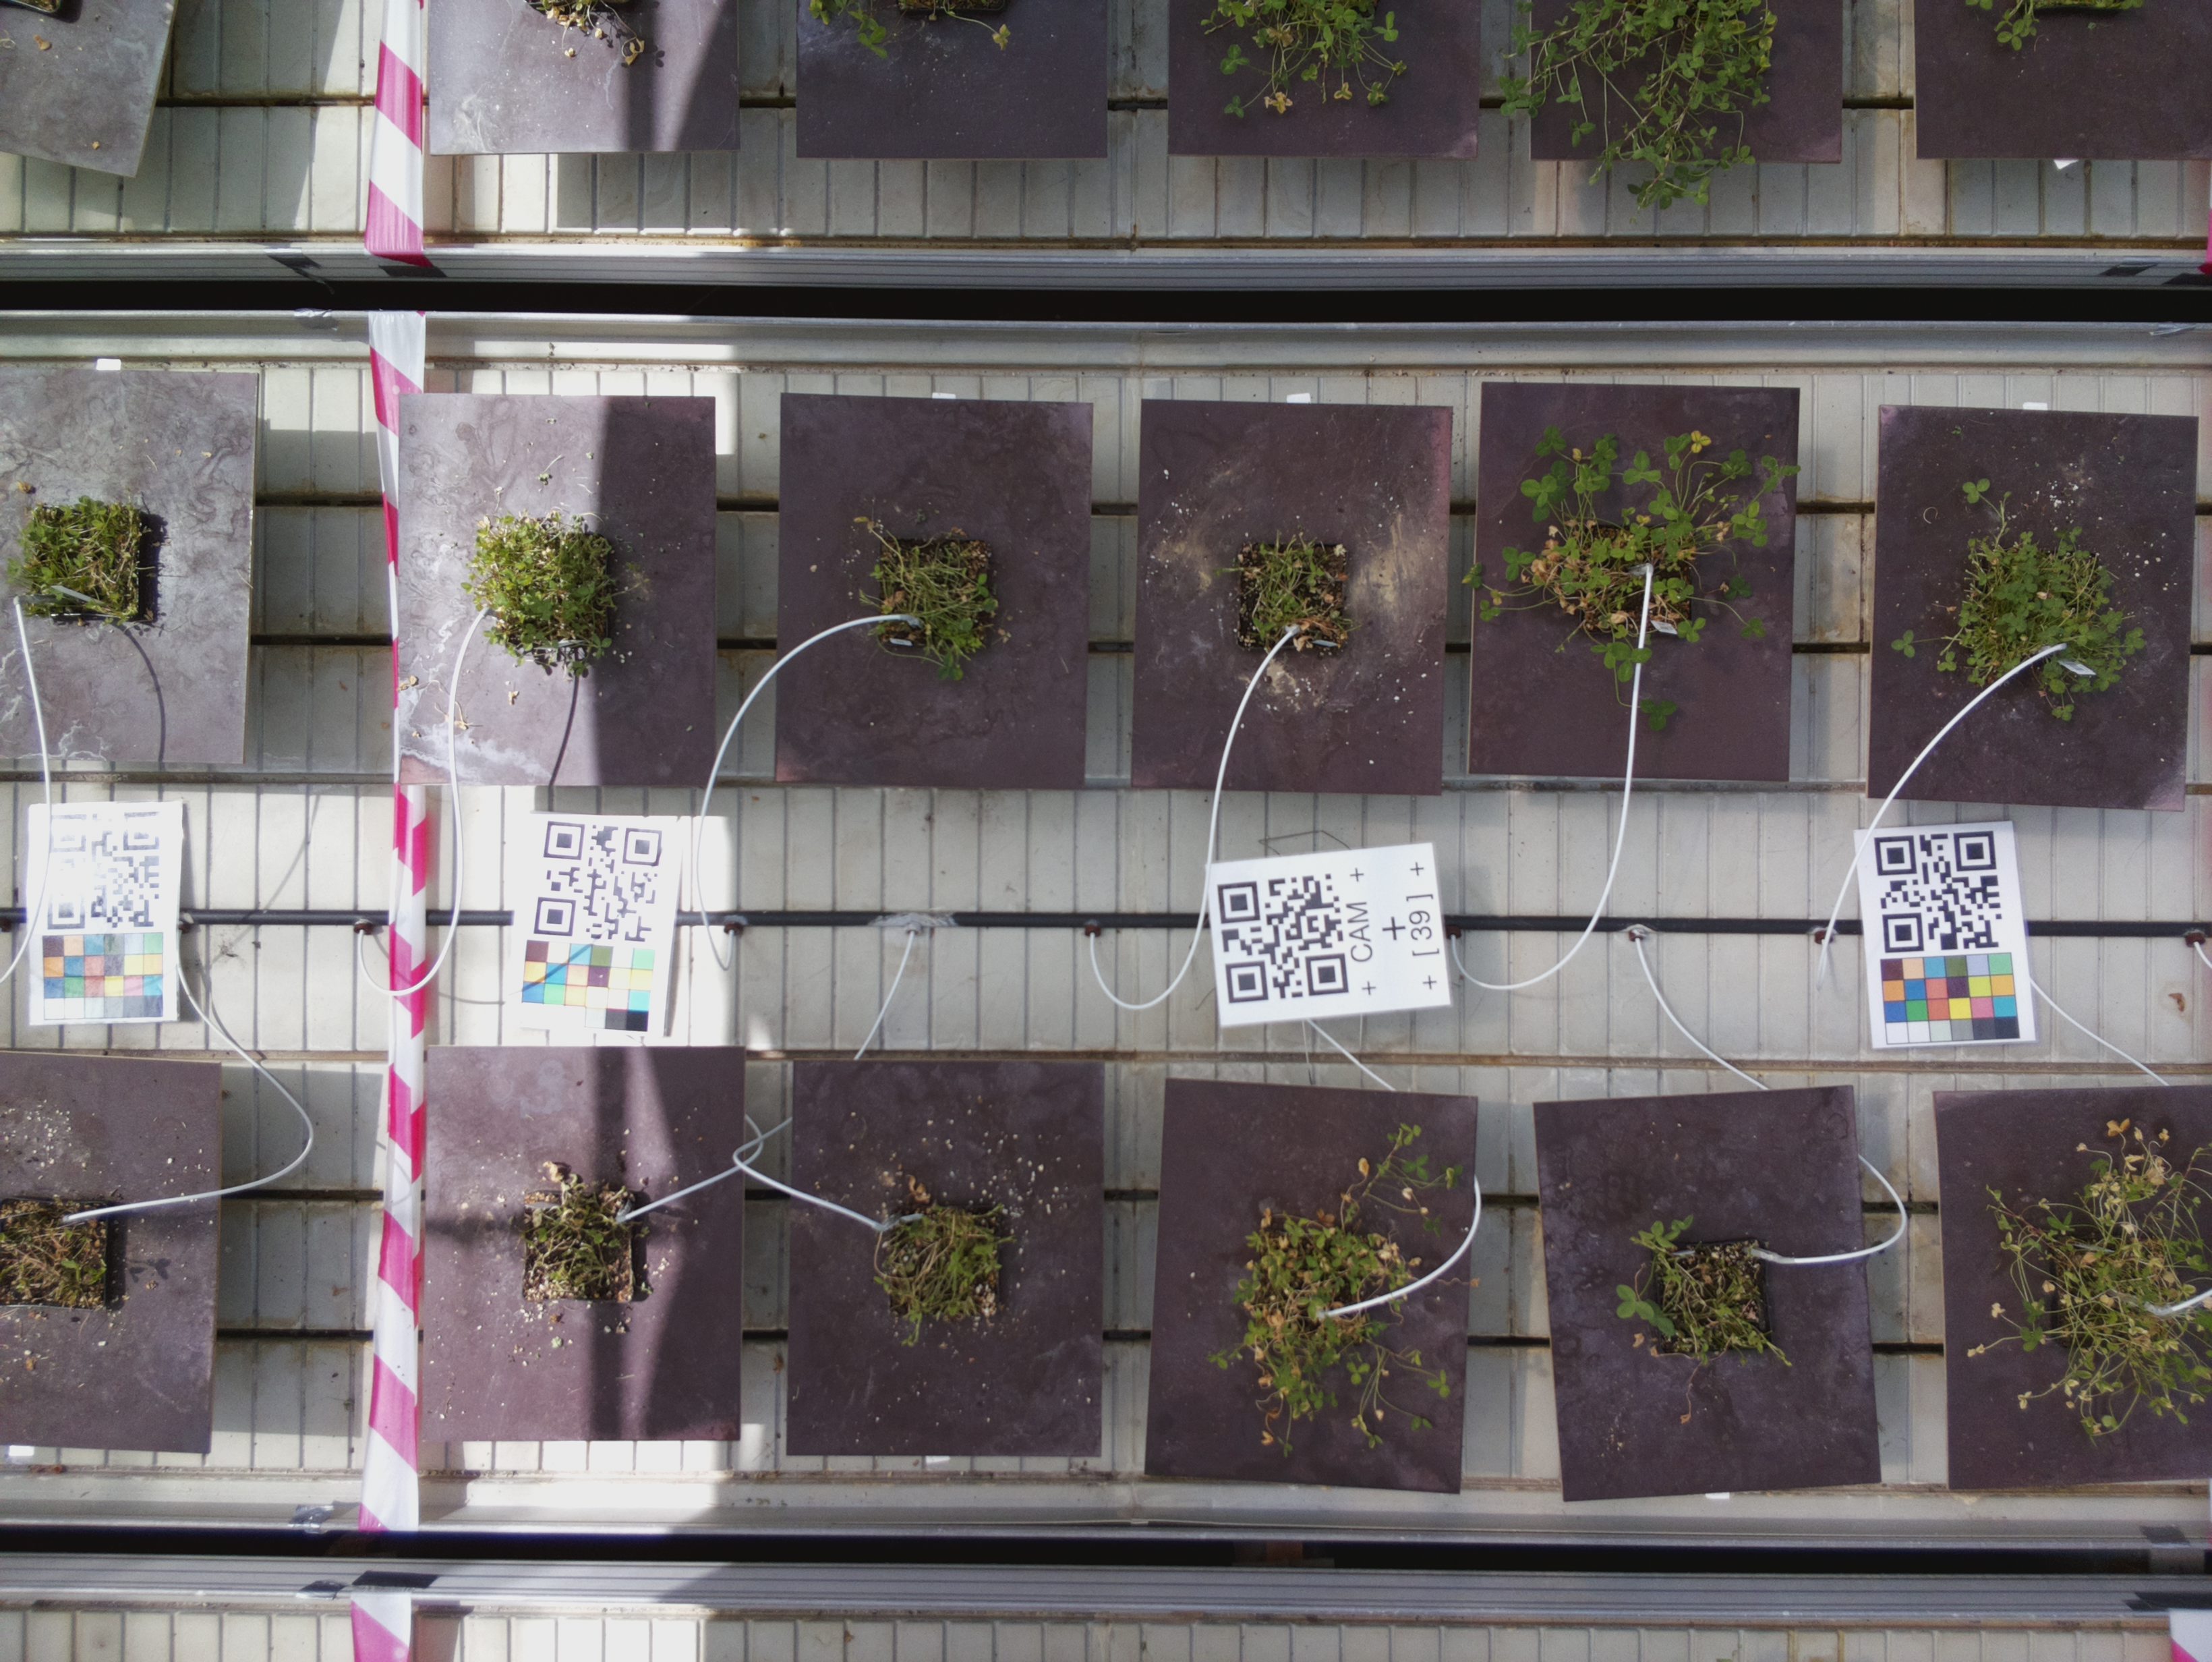 + CAM +
+
+ [ 39 ] +